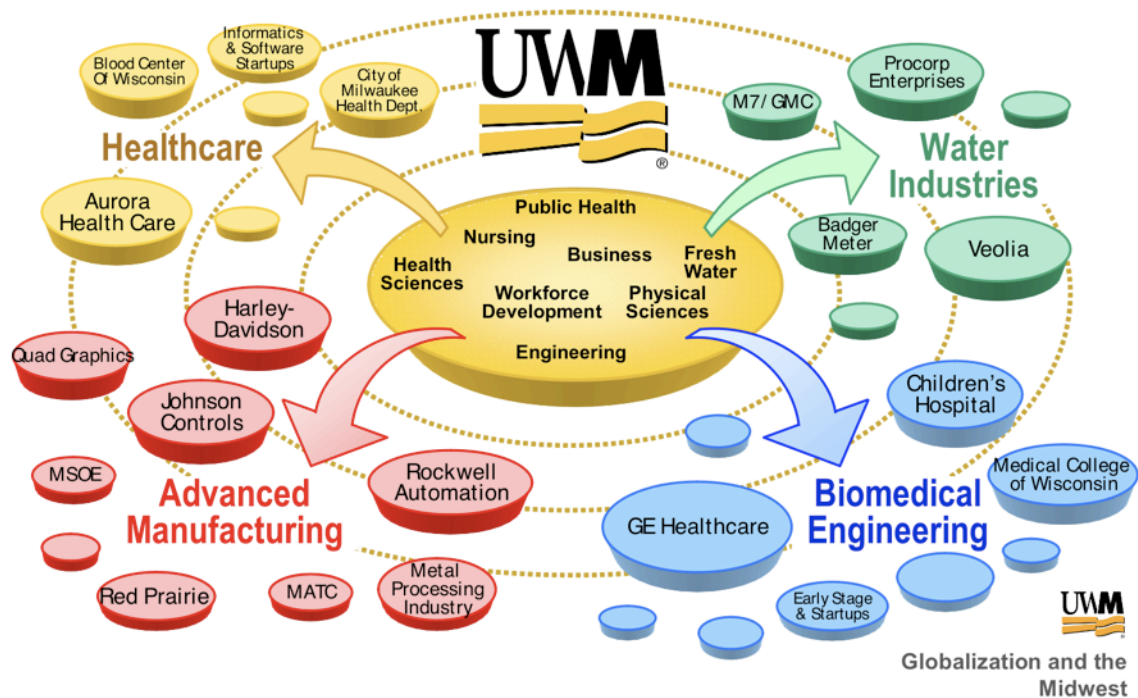 UWM
®
Informatics
& Software
Startups
Blood Center
Of Wisconsin
City of
Milwaukee
Health Dept.
Healthcare
Aurora
Health Care
M7/ GMC
Procorp
Enterprises
Water
Industries
Badger
Meter
Veolia
Public Health
Nursing
Business
Fresh
Water
Health
Sciences
Workforce
Development
Physical
Sciences
Engineering
Harley-
Davidson
Quad Graphics
Johnson
Controls
MSOE
Rockwell
Automation
Advanced
Manufacturing
Red Prairie
MATC
Metal
Processing
Industry
Children's
Hospital
Medical College
of Wisconsin
Biomedical
Engineering
GE Healthcare
Early Stage
& Startups
UWM
Globalization and the
Midwest